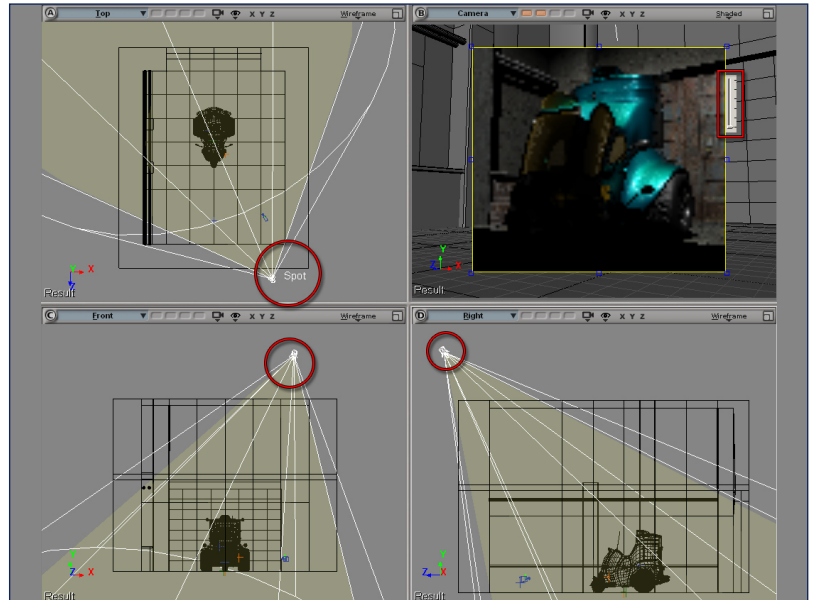 A Top X Y Z Wireframe
B Camera X Y Z Shaded
Spot
X
Z
Result
Y
Z X
Result
C Front X Y Z Wireframe
D Right X Y Z Wireframe
Y
Z X
Result
Y
Z X
Result